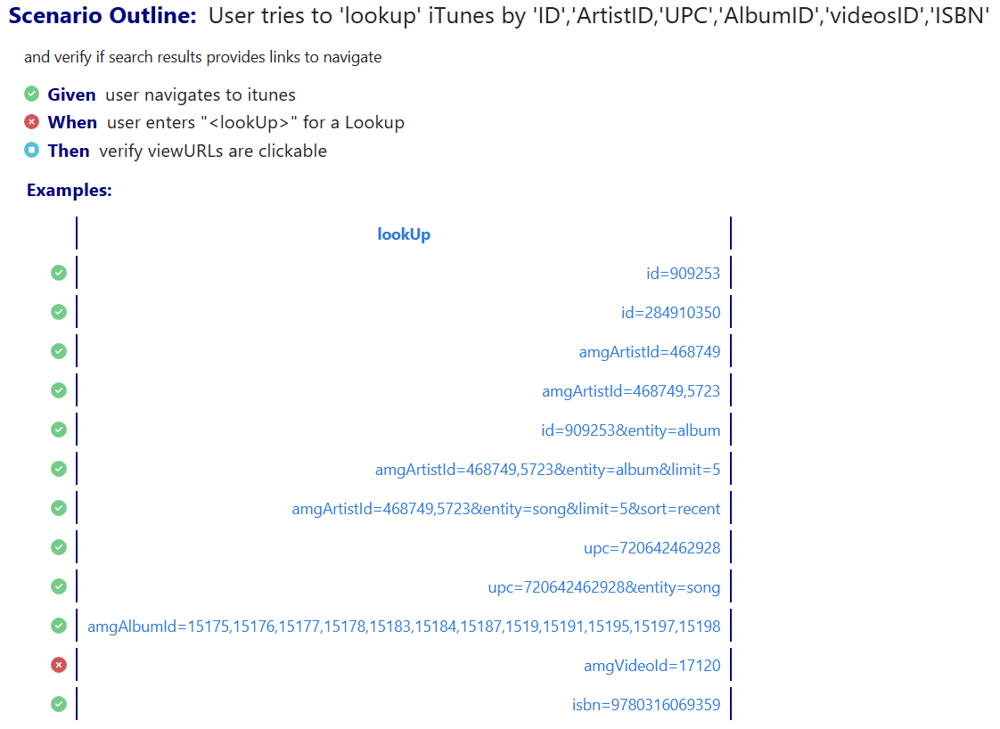 Scenario Outline: User tries to 'lookup' iTunes by 'ID','ArtistID,'UPC','AlbumID','videosID','ISBN'
and verify if search results provides links to navigate
Given user navigates to itunes
When user enters "<lookUp>" for a Lookup
Then verify viewURLs are clickable
Examples:
lookUp
id=909253
id=284910350
amgArtistId=468749
amgArtistId=468749,5723
id=909253&entity=album
amgArtistId=468749,5723&entity=album&limit=5
amgArtistId=468749,5723&entity=song&limit=5&sort=recent
upc=720642462928
upc=720642462928&entity=song
amgAlbumId=15175,15176,15177,15178,15183,15184,15187,1519,15191,15195,15197,15198
amgVideoId=17120
isbn=9780316069359